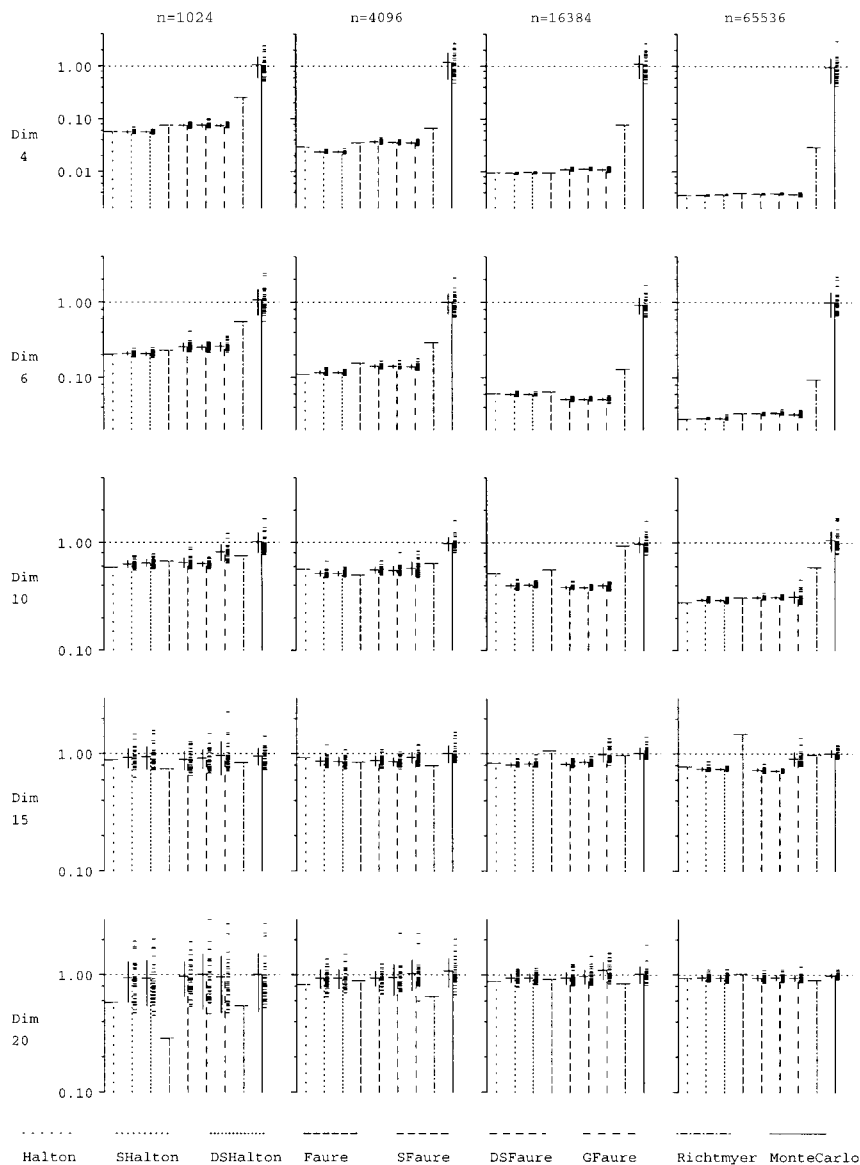 n=1024 n=4096 n=16384 n=65536
1.00
0.10
0.01
Dim
4
1.00
0.10
Dim
6
1.00
0.10
Dim
10
1.00
0.10
Dim
15
1.00
0.10
Dim
20
Halton SHalton DSHalton Faure SFaure DSFaure GFaure Richtmyer MonteCarlo